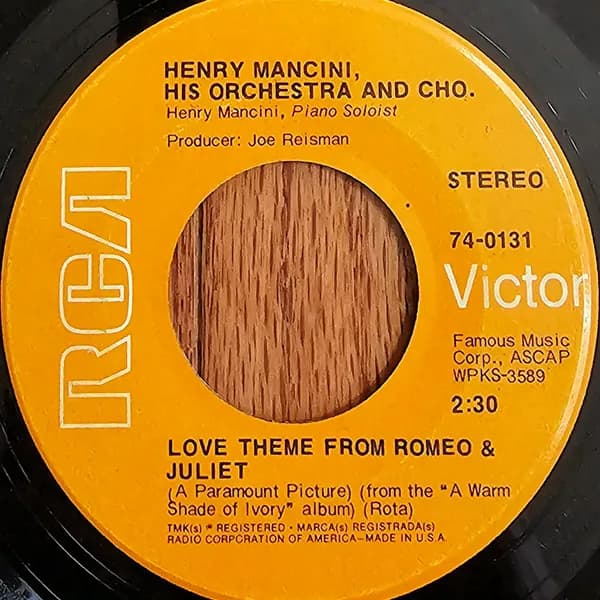 HENRY MANCINI,
HIS ORCHESTRA AND CHO.
Henry Mancini, Piano Soloist
Producer: Joe Reisman
RCA
STEREO
74-0131
Victor
Famous Music
Corp., ASCAP
WPKS-3589
2:30
LOVE THEME FROM ROMEO &
JULIET
(A Paramount Picture) (from the "A Warm
Shade of Ivory" album) (Rota)
TMK(s) ® REGISTERED • MARCA(s) REGISTRADA(s)
RADIO CORPORATION OF AMERICA—MADE IN U.S.A.